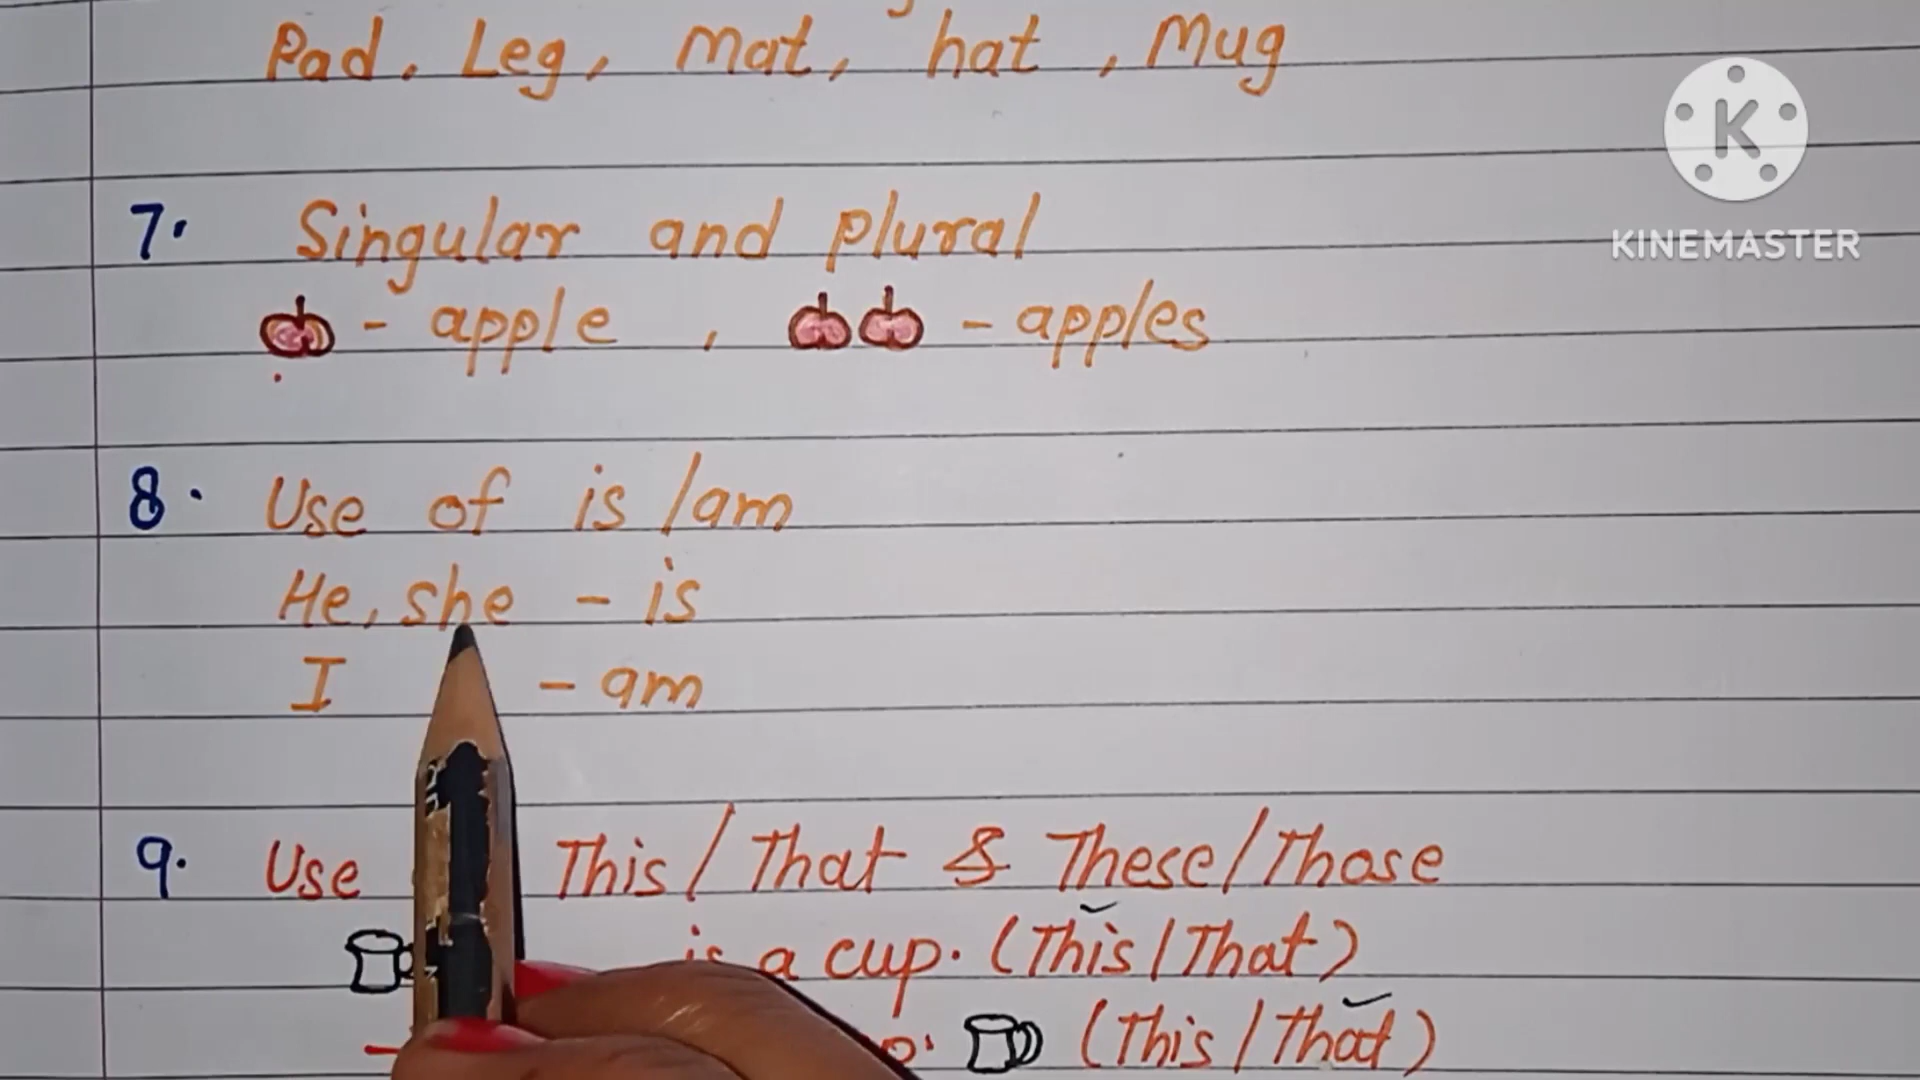 Pad, Leg, Mat, hat, Mug
K
KINEMASTER
7. Singular and plural
- apple , - apples
8. Use of is/am
He, she - is
I - am
9. Use This/That & These/Those
is a cup. (This/That)
(This/That)